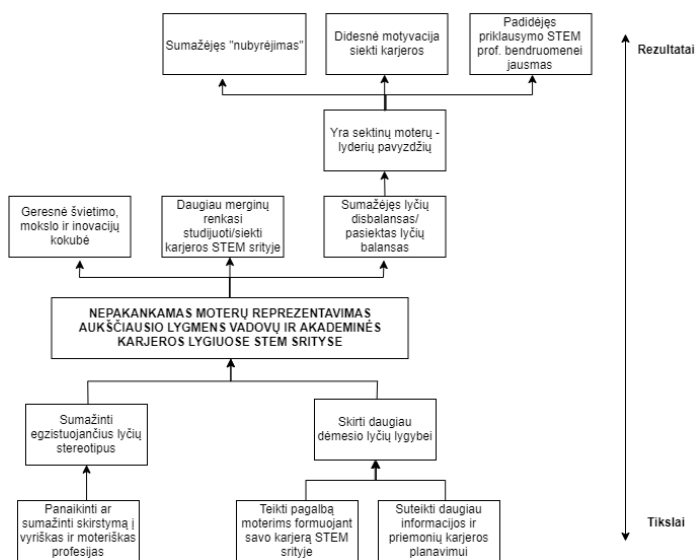 Sumažėjęs "nubyrėjimas"
Didesnė motyvacija
siekti karjeros
Padidėjęs
priklausymo STEM
prof. bendruomenei
jausmas
Rezultatai
Yra sektinų moterų -
lyderių pavyzdžių
Geresnė švietimo,
mokslo ir inovacijų
kokubė
Daugiau merginų
renkasi
studijuoti/siekti
karjeros STEM srityje
Sumažėjęs lyčių
disbalansas/
pasiektas lyčių
balansas
NEPAKANKAMAS MOTERŲ REPREZENTAVIMAS
AUKŠČIAUSIO LYGMENS VADOVŲ IR AKADEMINĖS
KARJEROS LYGIUOSE STEM SRITYSE
Sumažinti
egzistuojančius lyčių
stereotipus
Skirti daugiau
dėmesio lyčių lygybei
Panaikinti ar
sumažinti skirstymą į
vyriškas ir moteriškas
profesijas
Teikti pagalbą
moterims formuojant
savo karjerą STEM
srityje
Suteikti daugiau
informacijos ir
priemonių karjeros
planavimui
Tikslai